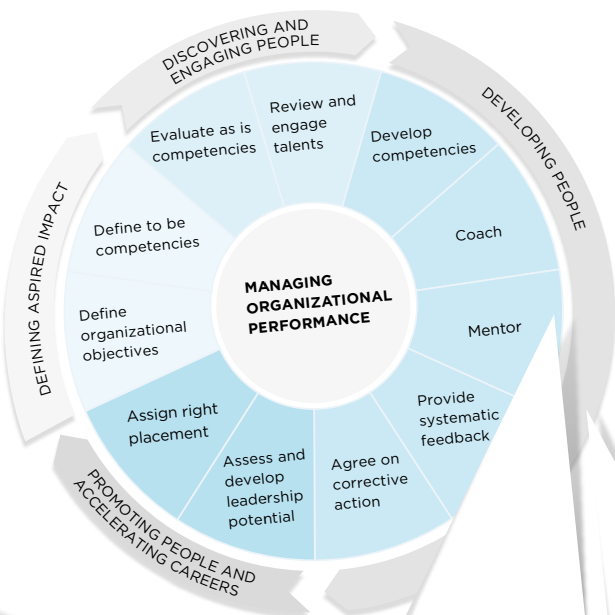 DISCOVERING AND
ENGAGING PEOPLE
DEVELOPING PEOPLE
DEFINING ASPIRED IMPACT
PROMOTING PEOPLE AND
ACCELERATING CAREERS
MANAGING
ORGANIZATIONAL
PERFORMANCE
Evaluate as is
competencies
Review and
engage
talents
Develop
competencies
Coach
Mentor
Provide
systematic
feedback
Agree on
corrective
action
Assess and
develop
leadership
potential
Assign right
placement
Define
organizational
objectives
Define to be
competencies